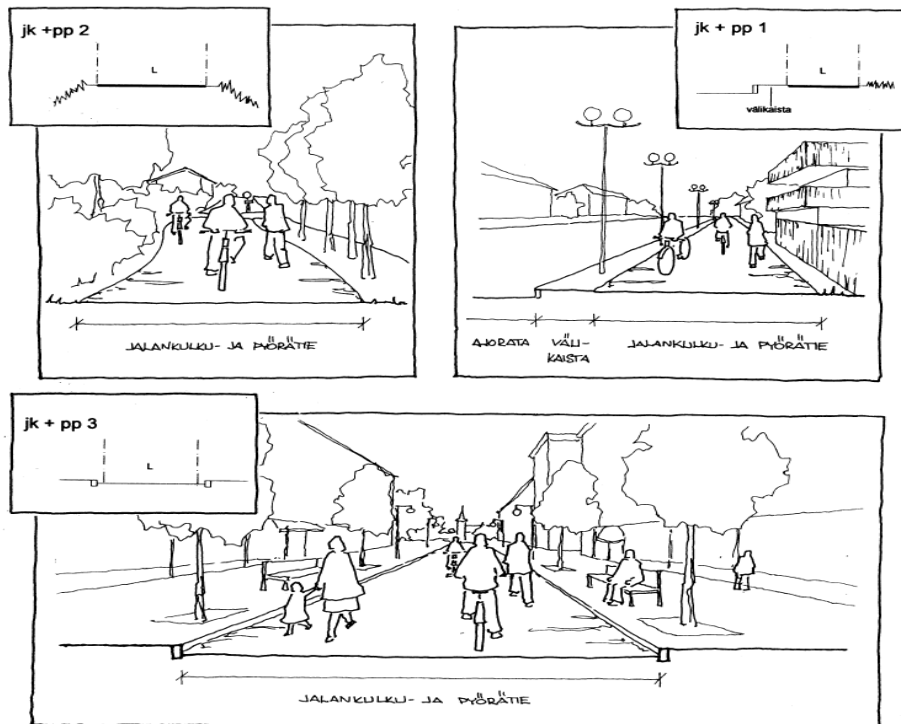 jk +pp 2
L
JALANKULKU- JA PYÖRÄTIE
jk + pp 1
L
välikaista
AJORATA VÄLI-
KAISTA
JALANKULKU- JA PYÖRÄTIE
jk + pp 3
L
JALANKULKU- JA PYÖRÄTIE